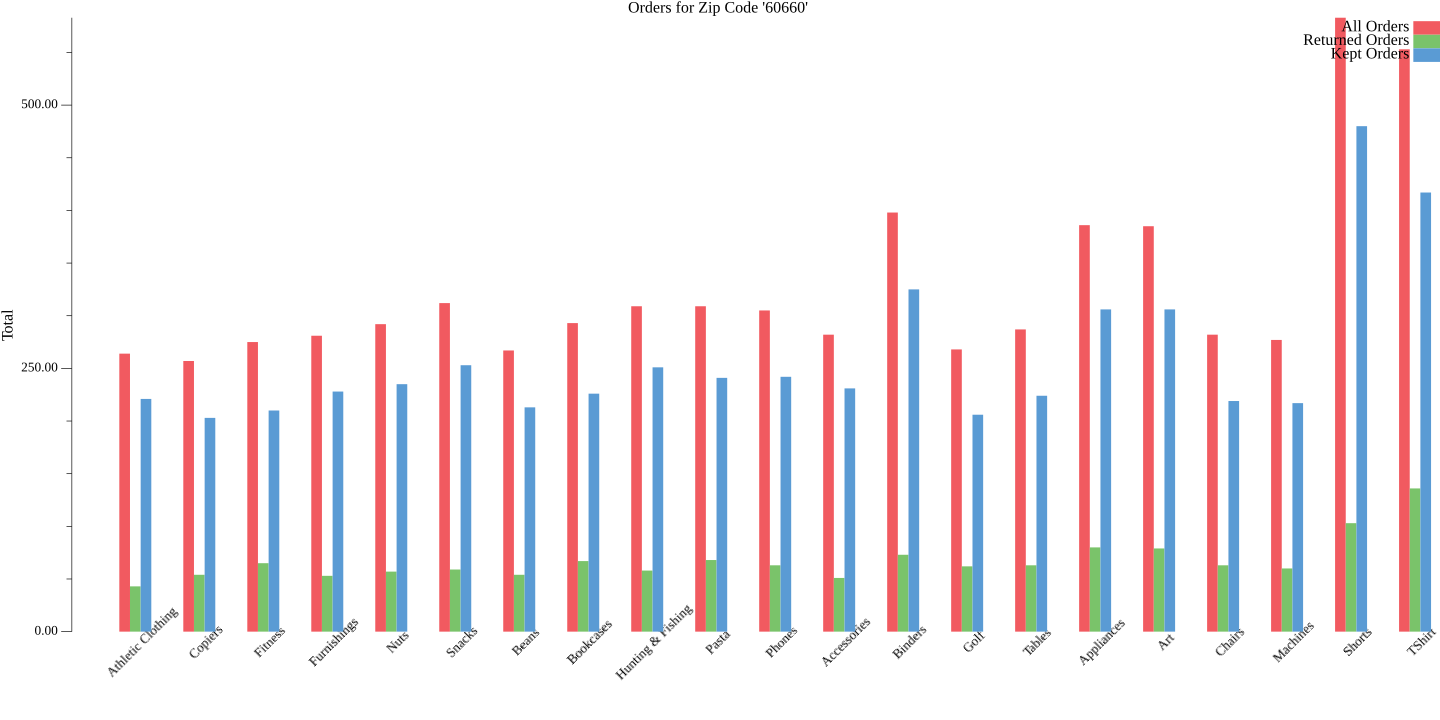 Orders for Zip Code '60660'
All Orders
Returned Orders
Kept Orders
500.00
250.00
0.00
Total
Athletic Clothing
Copiers
Fitness
Furnishings
Nuts
Snacks
Beans
Bookcases
Hunting & Fishing
Pasta
Phones
Accessories
Binders
Golf
Tables
Appliances
Art
Chairs
Machines
Shorts
TShirt